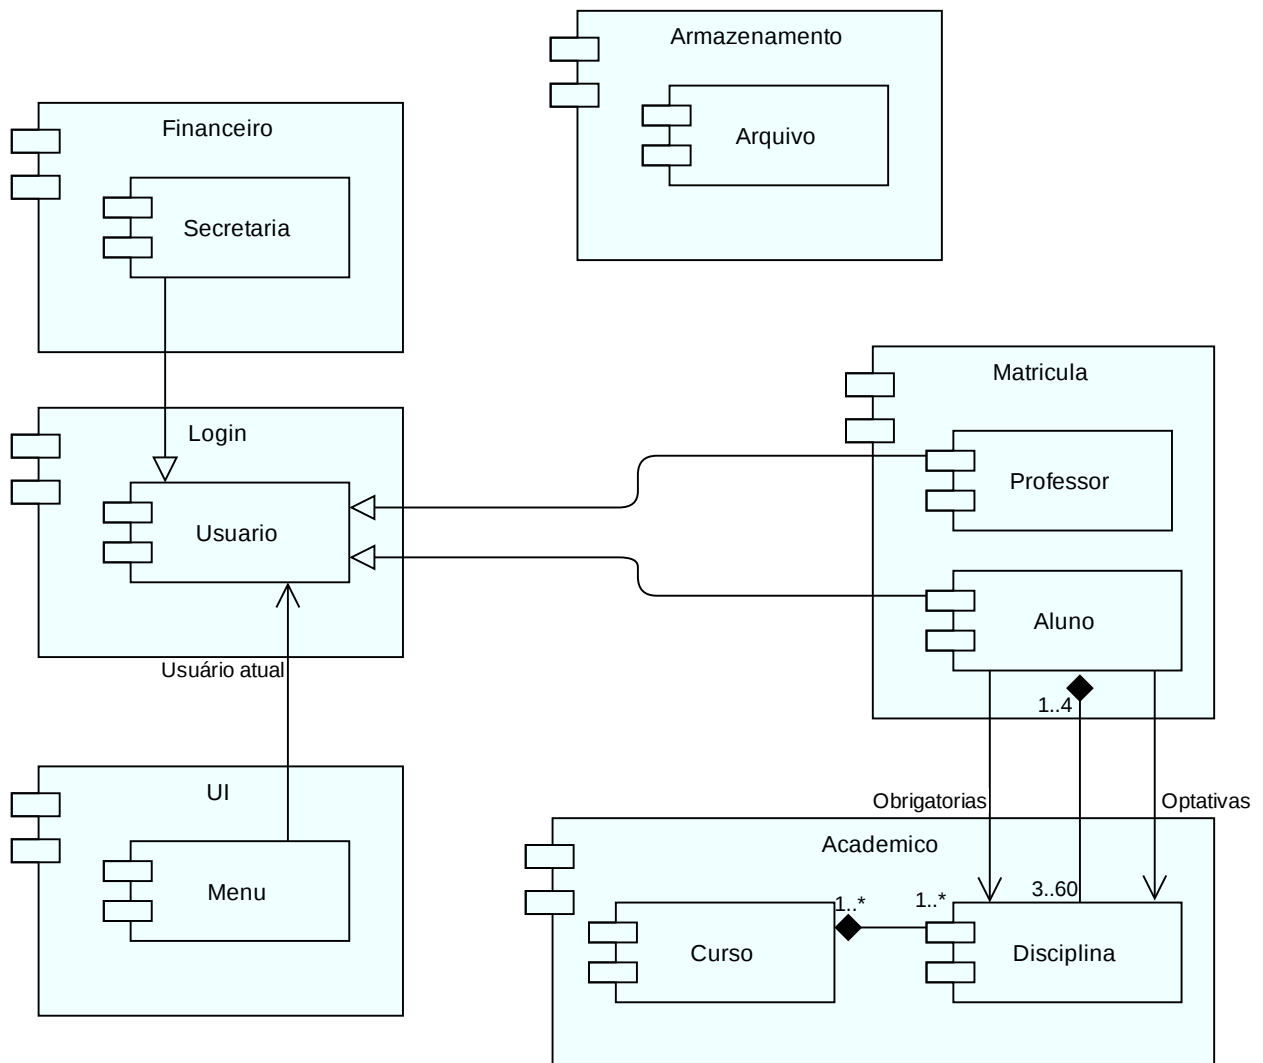 Armazenamento
Arquivo
Financeiro
Secretaria
Matricula
Login
Professor
Usuario
Aluno
Usuário atual
1..4
UI
Obrigatorias
Optativas
Academico
Menu
3..60
1..*
1..*
Curso
Disciplina